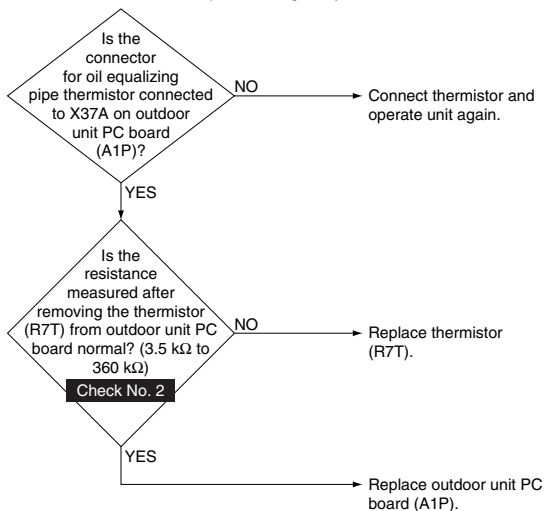 Is the
connector
for oil equalizing
pipe thermistor connected
to X37A on outdoor
unit PC board
(A1P)?
NO
Connect thermistor and
operate unit again.
YES
Is the
resistance
measured after
removing the thermistor
(R7T) from outdoor unit PC
board normal? (3.5 kΩ to
360 kΩ)
Check No. 2
NO
Replace thermistor
(R7T).
YES
Replace outdoor unit PC
board (A1P).